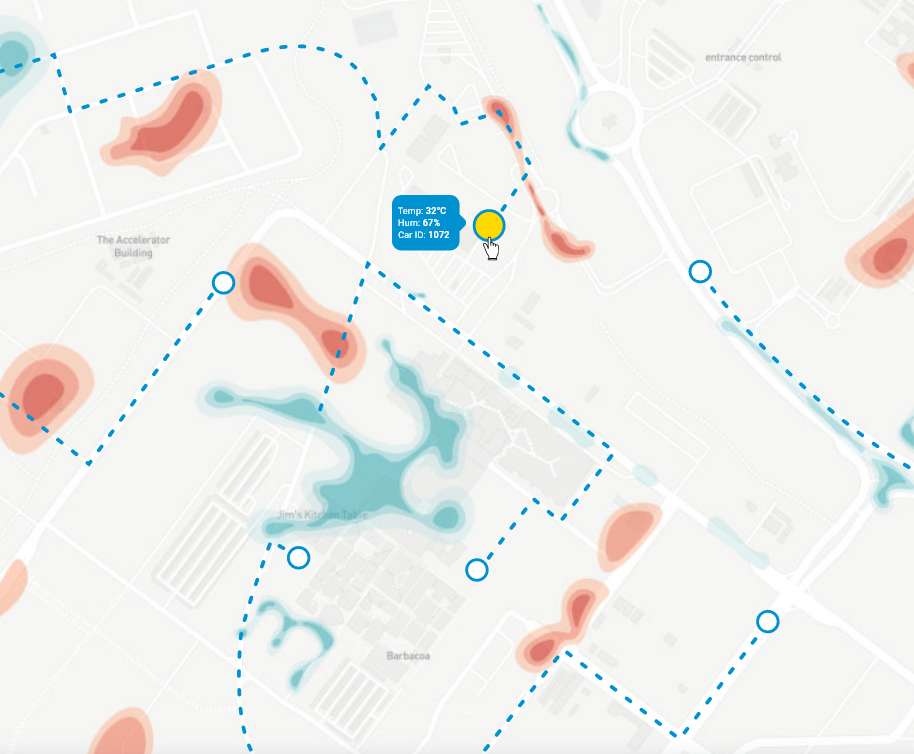 entrance control
Temp: 32°C
Hum: 67%
Car ID: 1072
The Accelerator
Building
Jim's Kitchen Table
Barbacoa